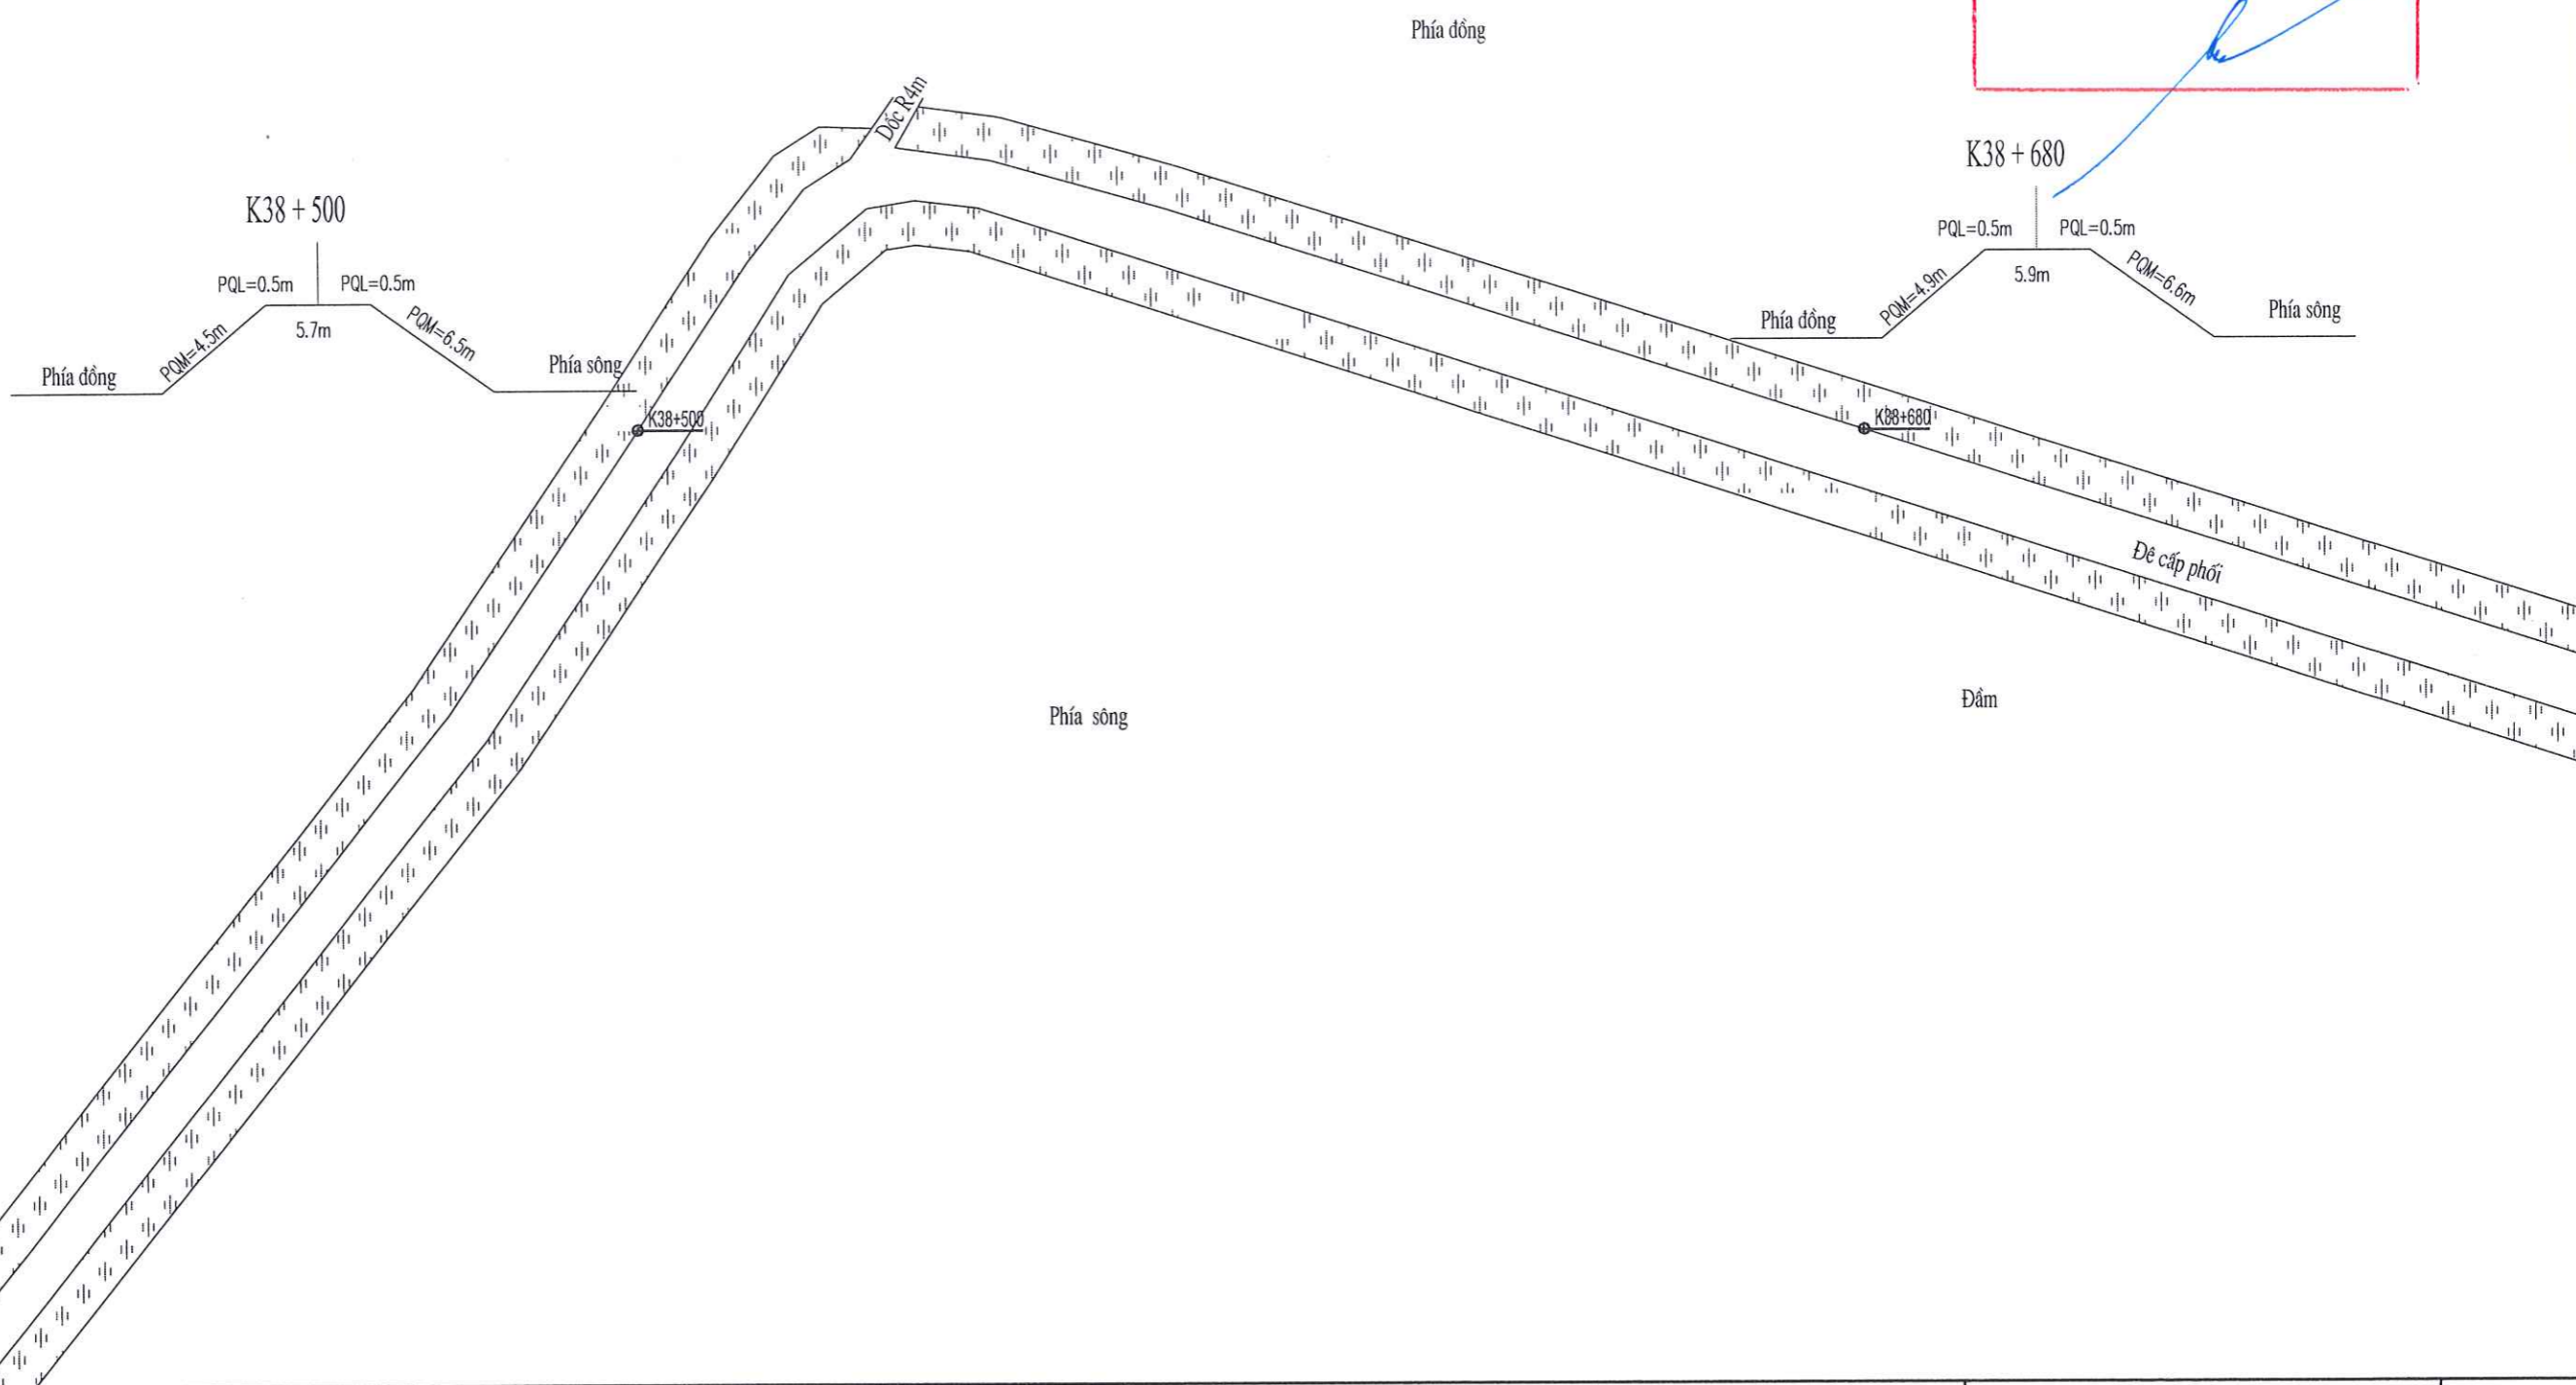 Phía đồng
Dốc R4m
K38 + 500
PQL=0.5m PQL=0.5m
PQM=4.5m 5.7m PQM=6.5m
Phía đồng Phía sông
K38+500
K38 + 680
PQL=0.5m PQL=0.5m
PQM=4.9m 5.9m PQM=6.6m
Phía đồng Phía sông
K38+680
Đê cấp phối
Phía sông
Đầm